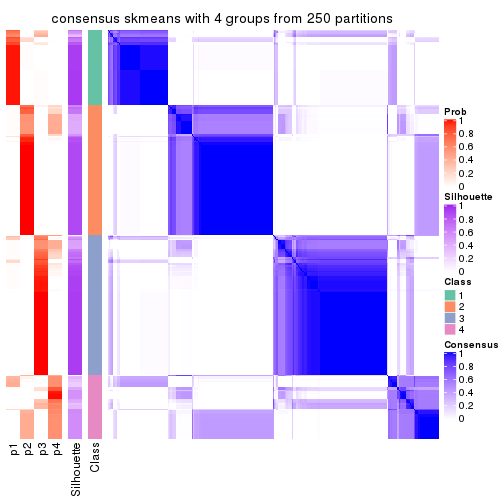 consensus skmeans with 4 groups from 250 partitions
Prob
1
0.8
0.6
0.4
0.2
0
Silhouette
1
0.8
0.6
0.4
0.2
0
Class
1
2
3
4
Consensus
1
0.8
0.6
0.4
0.2
0
p1
p2
p3
p4
Silhouette
Class